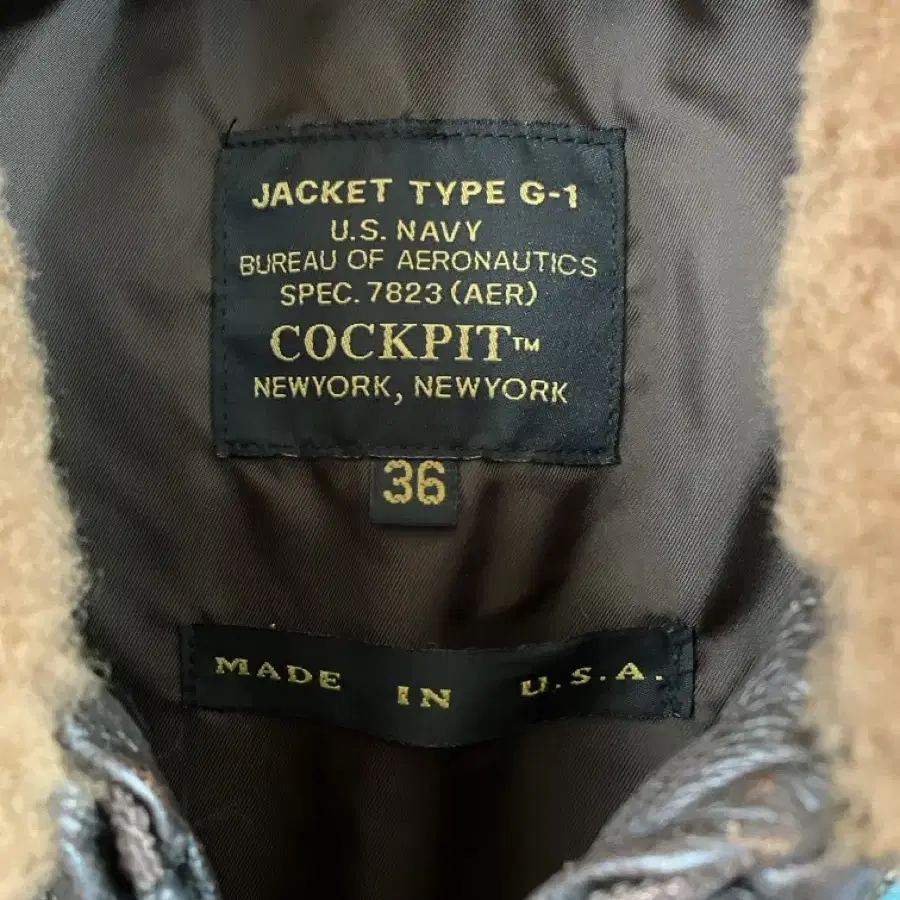 JACKET TYPE G-1
U.S. NAVY
BUREAU OF AERONAUTICS
SPEC. 7823 (AER)
COCKPIT™
NEWYORK, NEWYORK
36
MADE IN U.S.A.